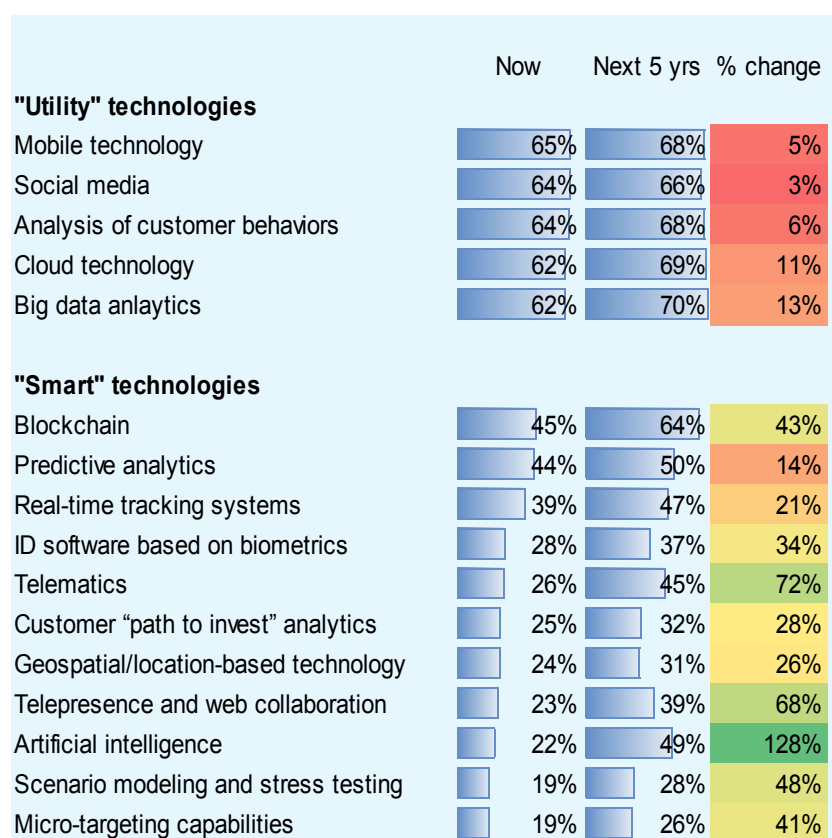 Now Next 5 yrs % change
"Utility" technologies
Mobile technology 65% 68% 5%
Social media 64% 66% 3%
Analysis of customer behaviors 64% 68% 6%
Cloud technology 62% 69% 11%
Big data anlaytics 62% 70% 13%
"Smart" technologies
Blockchain 45% 64% 43%
Predictive analytics 44% 50% 14%
Real-time tracking systems 39% 47% 21%
ID software based on biometrics 28% 37% 34%
Telematics 26% 45% 72%
Customer “path to invest” analytics 25% 32% 28%
Geospatial/location-based technology 24% 31% 26%
Telepresence and web collaboration 23% 39% 68%
Artificial intelligence 22% 49% 128%
Scenario modeling and stress testing 19% 28% 48%
Micro-targeting capabilities 19% 26% 41%